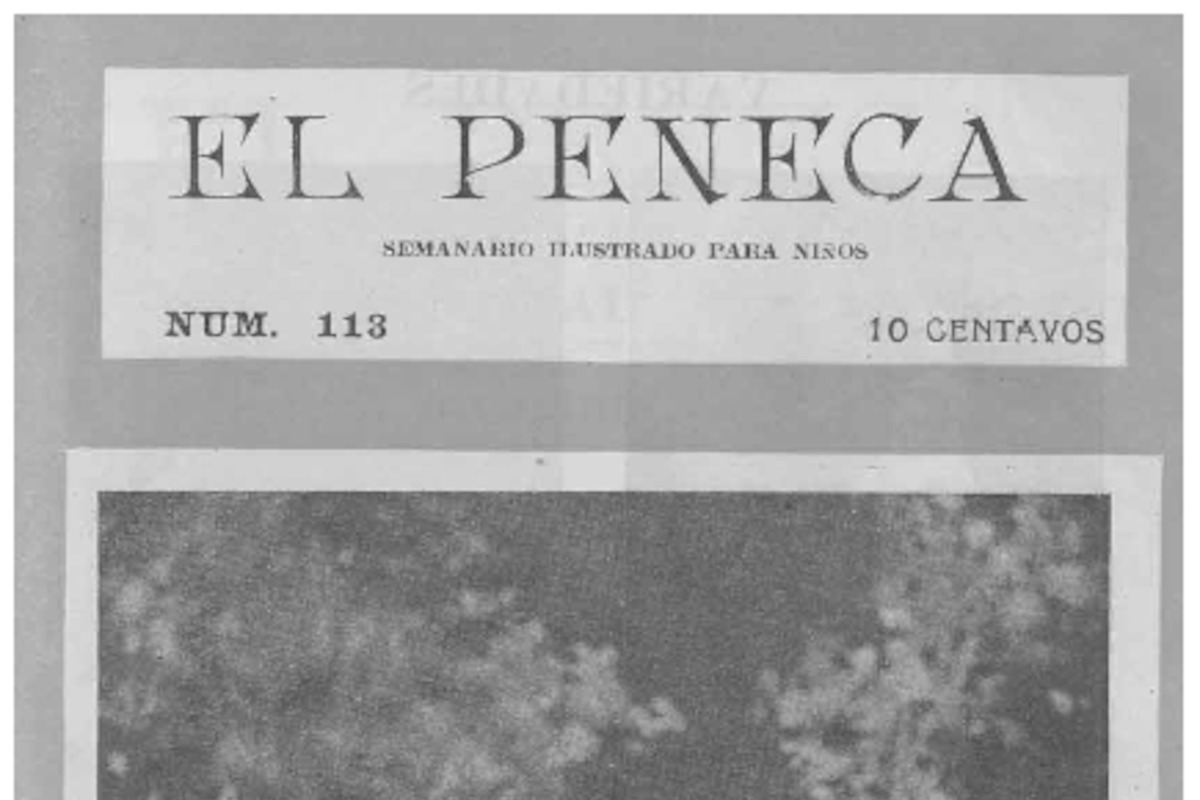 EL PENECA
SEMANARIO ILUSTRADO PARA NIÑOS
NUM. 113
10 CENTAVOS